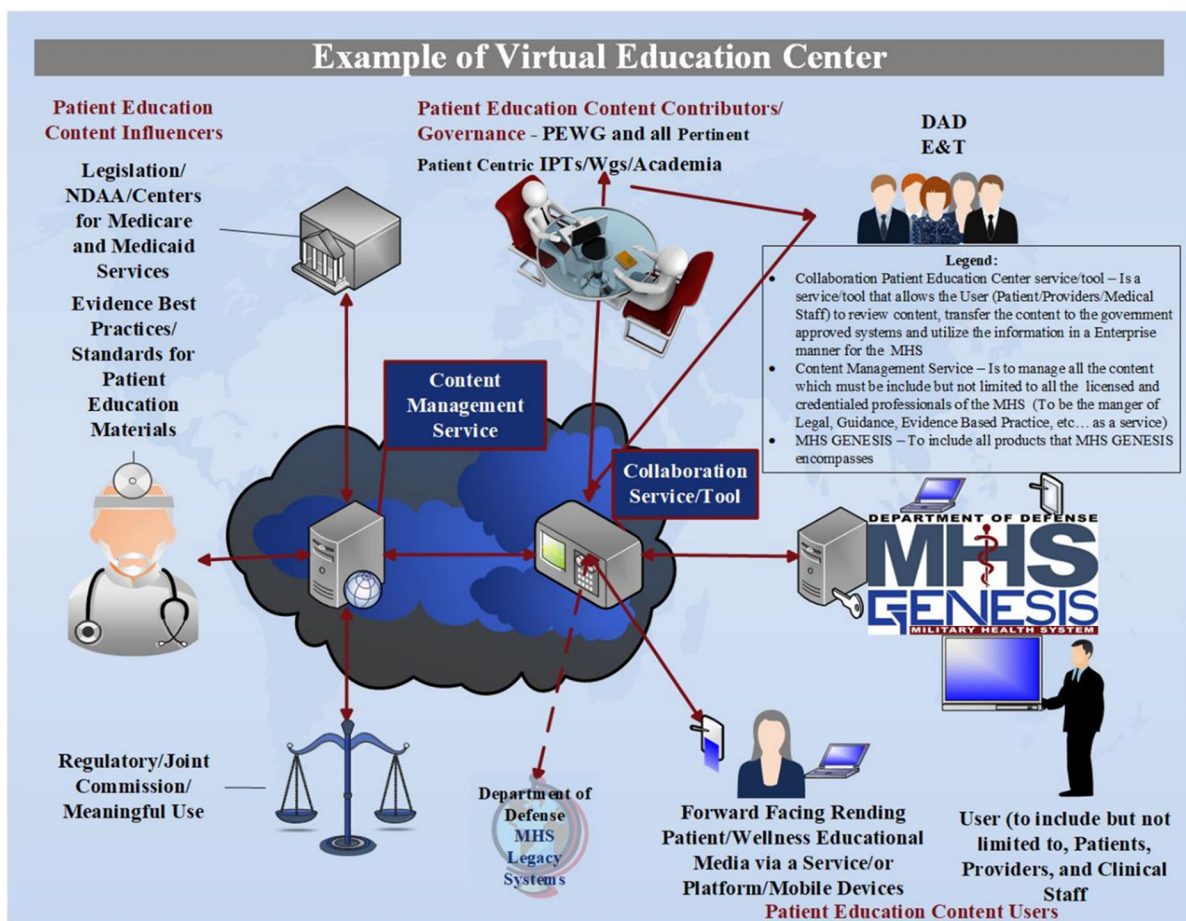 Example of Virtual Education Center
Patient Education
Content Influencers
Legislation/
NDAA/Centers
for Medicare
and Medicaid
Services
Evidence Best
Practices/
Standards for
Patient
Education
Materials
Patient Education Content Contributors/
Governance - PEWG and all Pertinent
Patient Centric IPTs/Wgs/Academia
DAD
E&T
Legend:
• Collaboration Patient Education Center service/tool – Is a
service/tool that allows the User (Patient/Providers/Medical
Staff) to review content, transfer the content to the government
approved systems and utilize the information in a Enterprise
manner for the MHS
• Content Management Service – Is to manage all the content
which must be include but not limited to all the licensed and
credentialed professionals of the MHS (To be the manger of
Legal, Guidance, Evidence Based Practice, etc… as a service)
• MHS GENESIS – To include all products that MHS GENESIS
encompasses
Content
Management
Service
Collaboration
Service/Tool
DEPARTMENT OF DEFENSE
MHS
GENESIS
MILITARY HEALTH SYSTEM
Regulatory/Joint
Commission/
Meaningful Use
Department of
Defense
MHS
Legacy
Systems
Forward Facing Rending
Patient/Wellness Educational
Media via a Service/or
Platform/Mobile Devices
User (to include but not
limited to, Patients,
Providers, and Clinical
Staff
Patient Education Content Users